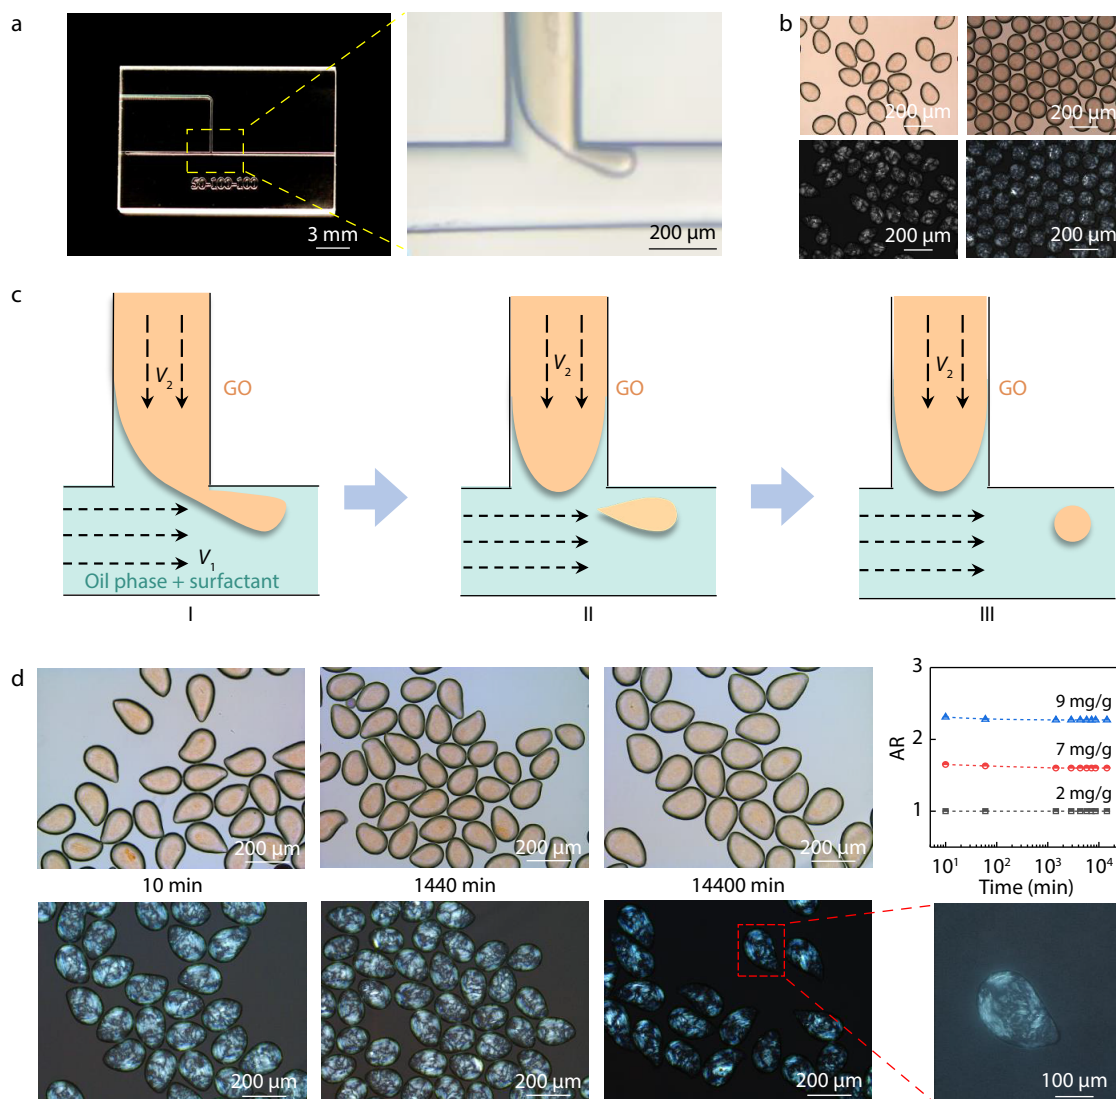 a
50-100-100
3 mm
200 µm
b
200 µm
200 µm
200 µm
200 µm
c
V2
GO
V1
Oil phase + surfactant
I
V2
GO
II
V2
GO
III
d
200 µm
10 min
200 µm
1440 min
200 µm
14400 min
3
2
1
AR
9 mg/g
7 mg/g
2 mg/g
10¹
10²
10³
10⁴
Time (min)
200 µm
200 µm
200 µm
100 µm